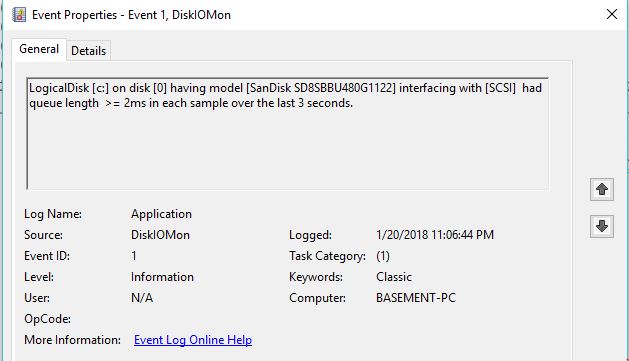 Event Properties - Event 1, DiskIOMon
General
Details
LogicalDisk [c:] on disk [0] having model [SanDisk SD8SBBU480G1122] interfacing with [SCSI]  had
queue length  >= 2ms in each sample over the last 3 seconds.
Log Name: Application
Source: DiskIOMon Logged: 1/20/2018 11:06:44 PM
Event ID: 1 Task Category: (1)
Level: Information Keywords: Classic
User: N/A Computer: BASEMENT-PC
OpCode:
More Information: Event Log Online Help